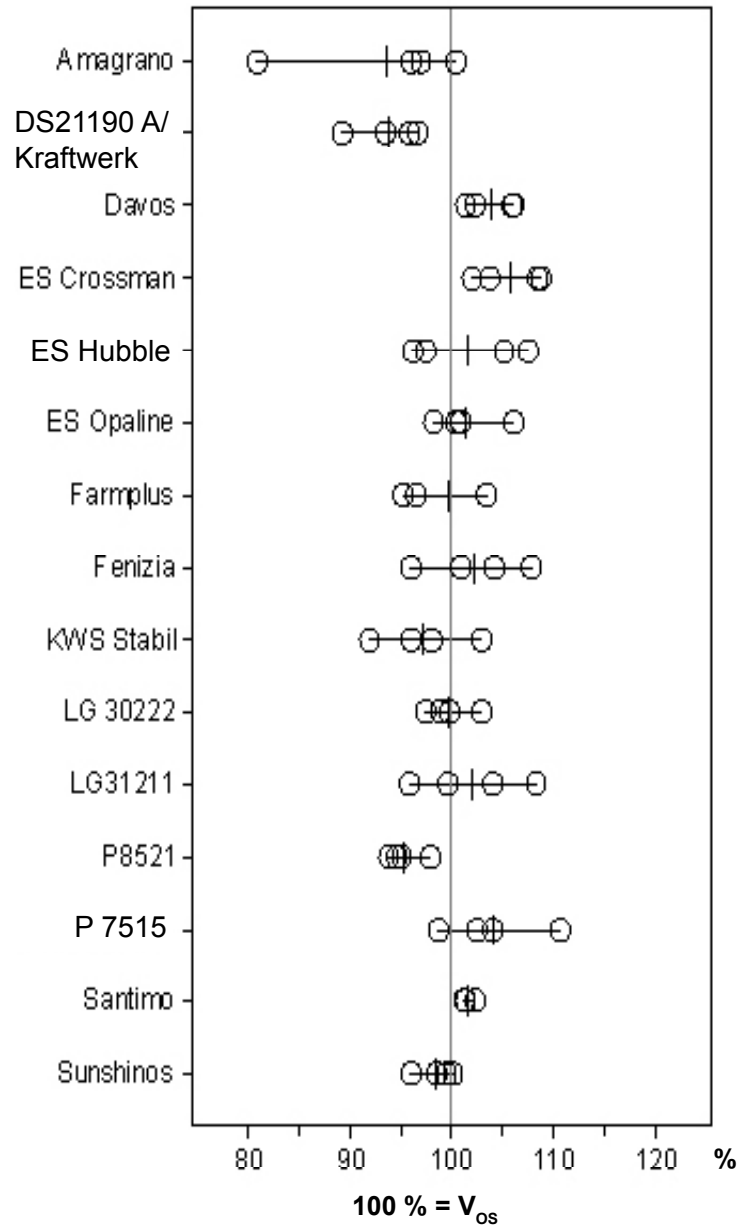 Amagrano
DS21190 A/
Kraftwerk
Davos
ES Crossman
ES Hubble
ES Opaline
Farmplus
Fenizia
KWS Stabil
LG 30222
LG31211
P8521
P 7515
Santimo
Sunshinos
80 90 100 110 120 %
100 % = Vos